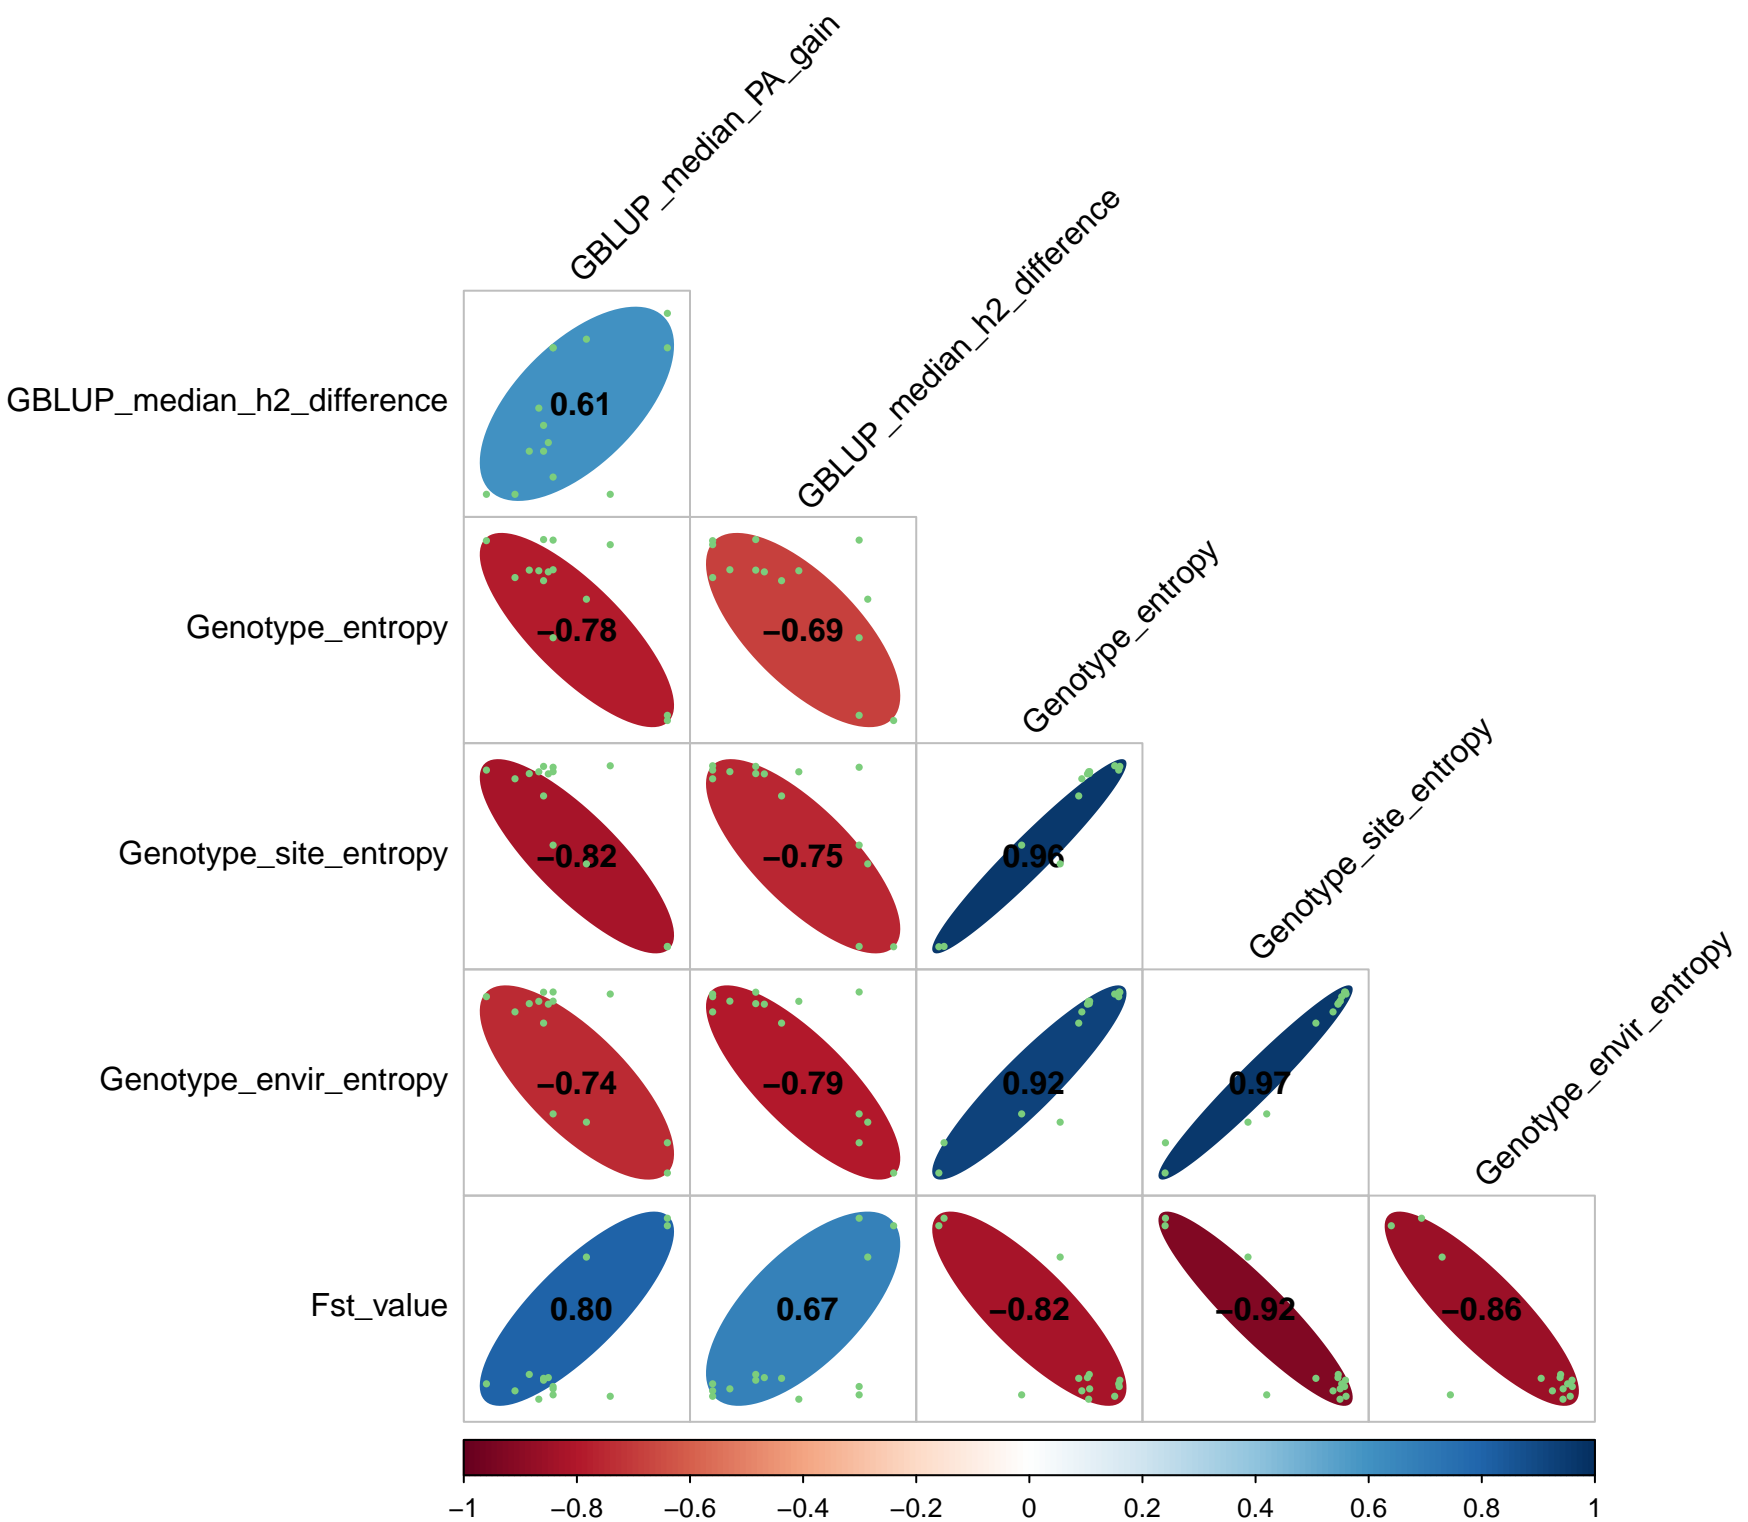 GBLUP_median_PA_gain
GBLUP_median_h2_difference
GBLUP_median_h2_difference
0.61
Genotype_entropy
Genotype_entropy
−0.78
−0.69
Genotype_site_entropy
Genotype_site_entropy
−0.82
−0.75
0.96
Genotype_envir_entropy
Genotype_envir_entropy
−0.74
−0.79
0.92
0.97
Fst_value
0.80
0.67
−0.82
−0.92
−0.86
−1
−0.8
−0.6
−0.4
−0.2
0
0.2
0.4
0.6
0.8
1